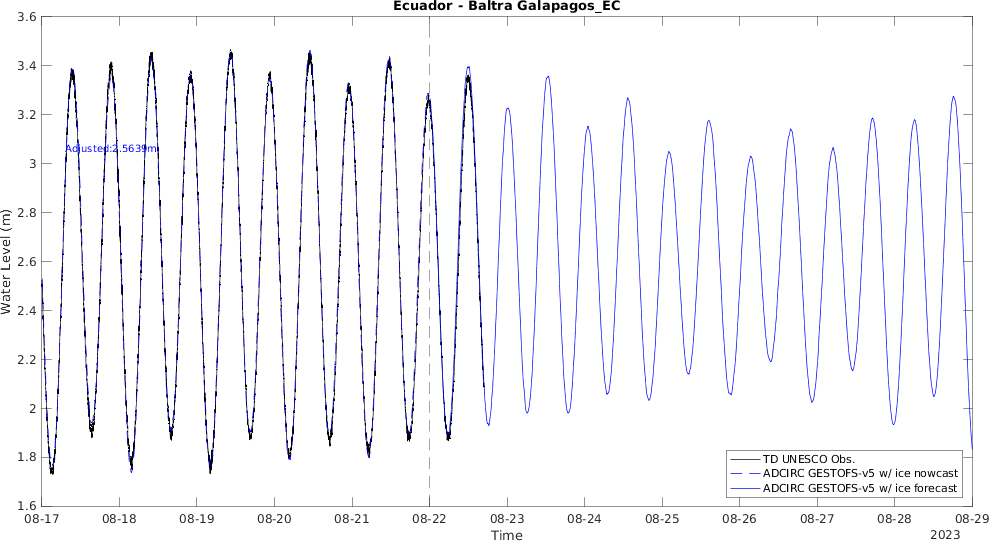 Ecuador - Baltra Galapagos_EC
3.6
3.4
3.2
3
2.8
2.6
2.4
2.2
2
1.8
1.6
Water Level (m)
Adjusted:2.5639m
TD UNESCO Obs.
ADCIRC GESTOFS-v5 w/ ice nowcast
ADCIRC GESTOFS-v5 w/ ice forecast
08-17 08-18 08-19 08-20 08-21 08-22 08-23 08-24 08-25 08-26 08-27 08-28 08-29
Time
2023